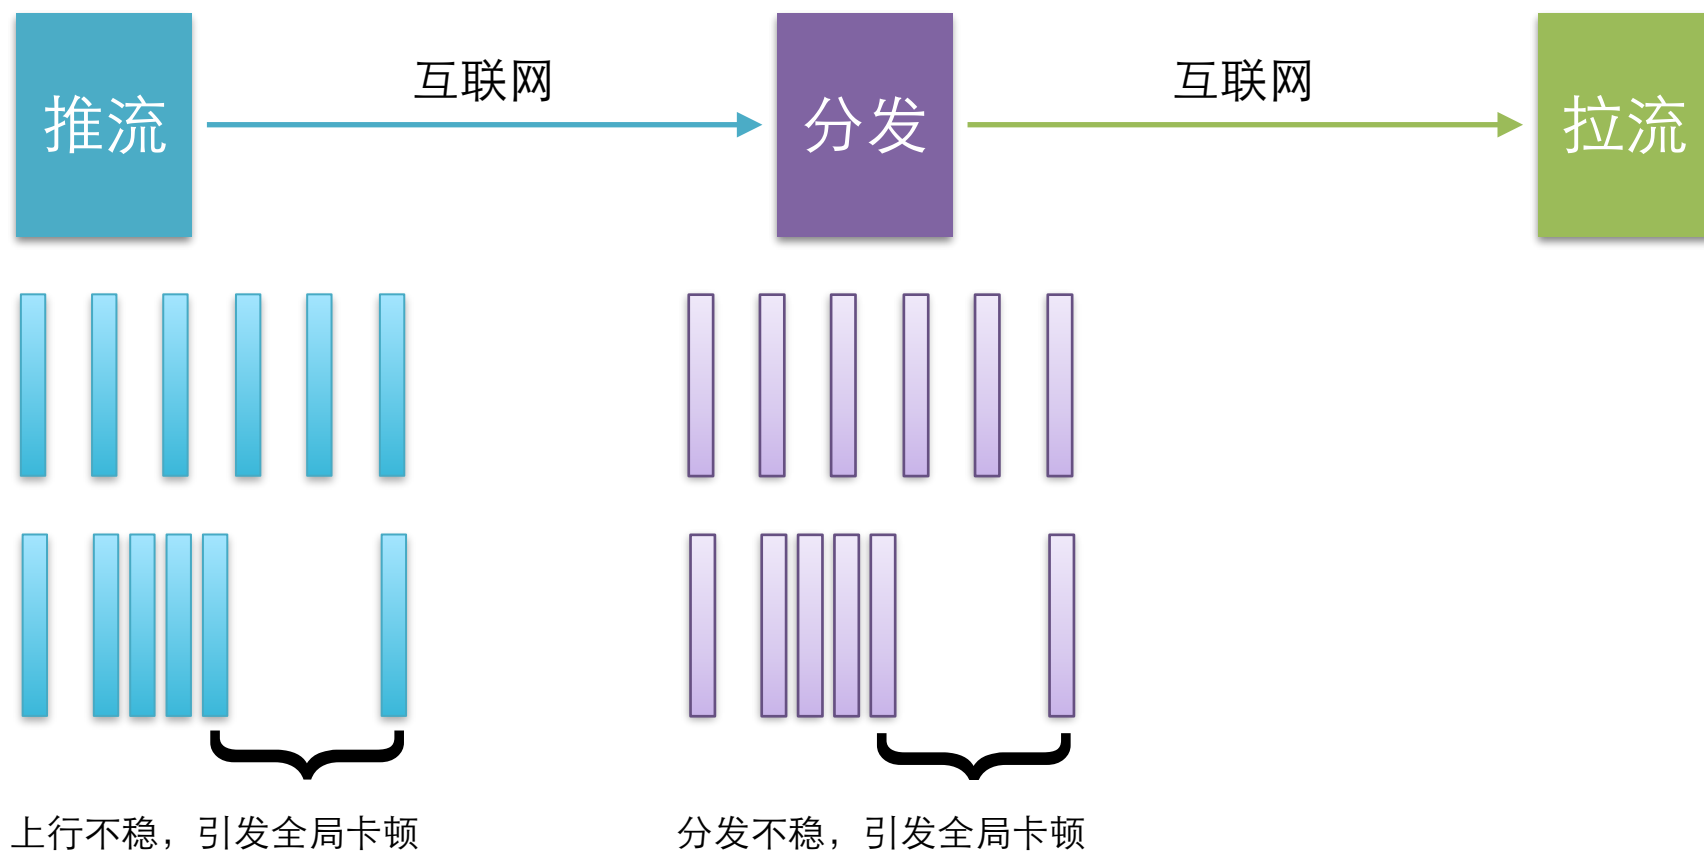 推流
互联网
分发
互联网
拉流
上行不稳，引发全局卡顿
分发不稳，引发全局卡顿